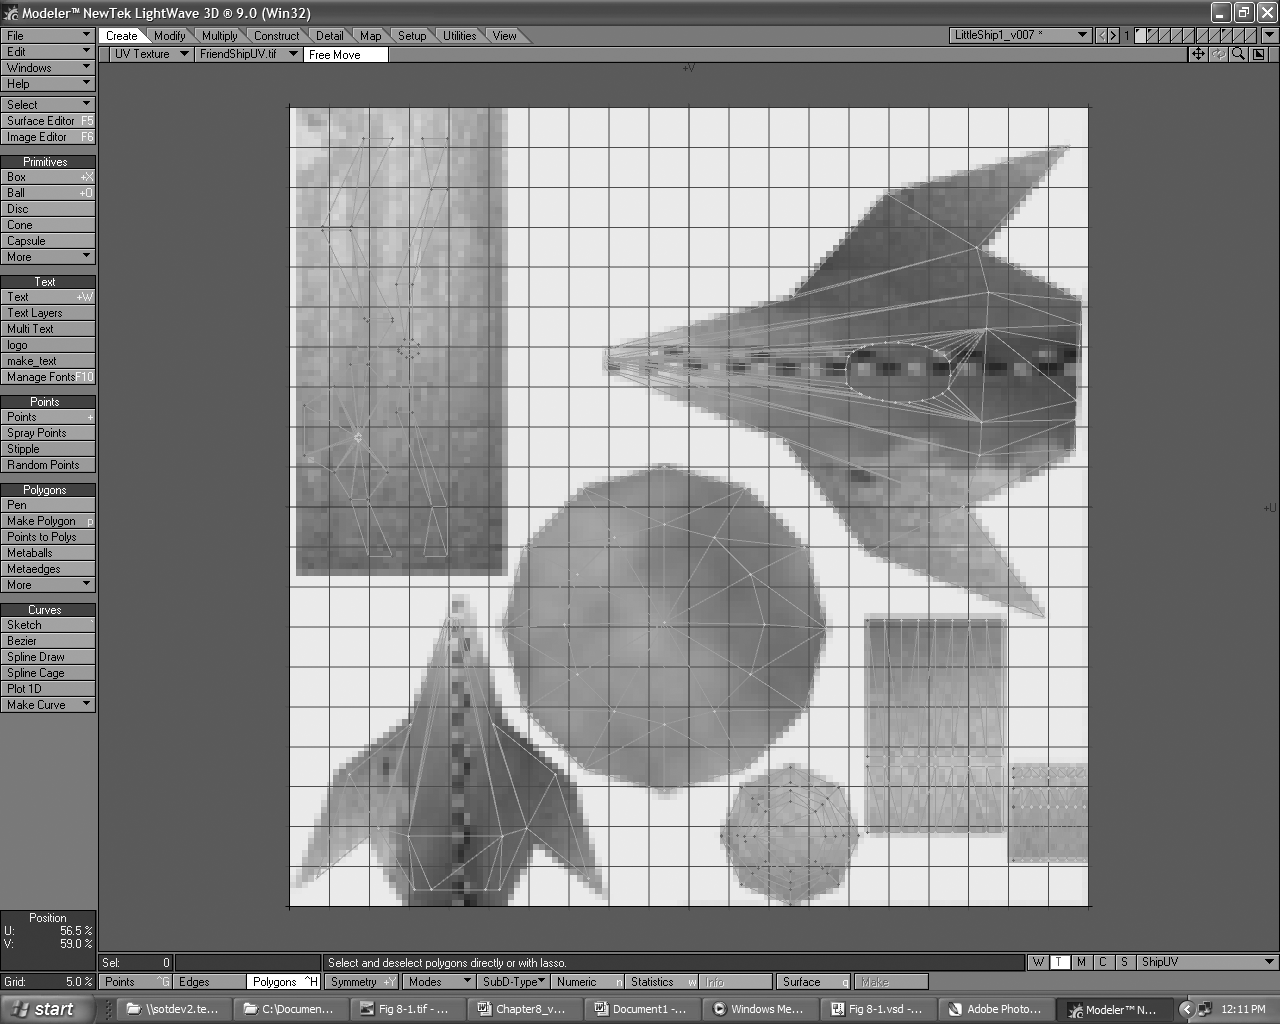 Modeler™ NewTek LightWave 3D ® 9.0 (Win32)
File
Create Modify Multiply Construct Detail Map Setup Utilities View
LittleShip1_v007 *
1
Edit
UV Texture
FriendShipUV.tif
Free Move
Windows
Help
+V
Select
Surface Editor F5
Image Editor F6
Primitives
Box +X
Ball +O
Disc
Cone
Capsule
More
Text
Text +W
Text Layers
Multi Text
logo
make_text
Manage Fonts F10
Points
Points +
Spray Points
Stipple
Random Points
Polygons
Pen
+U
Make Polygon p
Points to Polys
Metaballs
Metaedges
More
Curves
Sketch `
Bezier
Spline Draw
Spline Cage
Plot 1D
Make Curve
Position
U: 56.5 %
V: 59.0 %
Sel: 0
Select and deselect polygons directly or with lasso.
W T M C S ShipUV
Grid: 5.0 %
Points ^G
Edges
Polygons ^H
Symmetry +Y
Modes
SubD-Type
Numeric n
Statistics w
Info i
Surface q
Make
start
\\sotdev2.te...
C:\Documen...
Fig 8-1.tif - ...
Chapter8_v...
Document1 -...
Windows Me...
Fig 8-1.vsd -...
Adobe Photo...
Modeler™ N...
12:11 PM